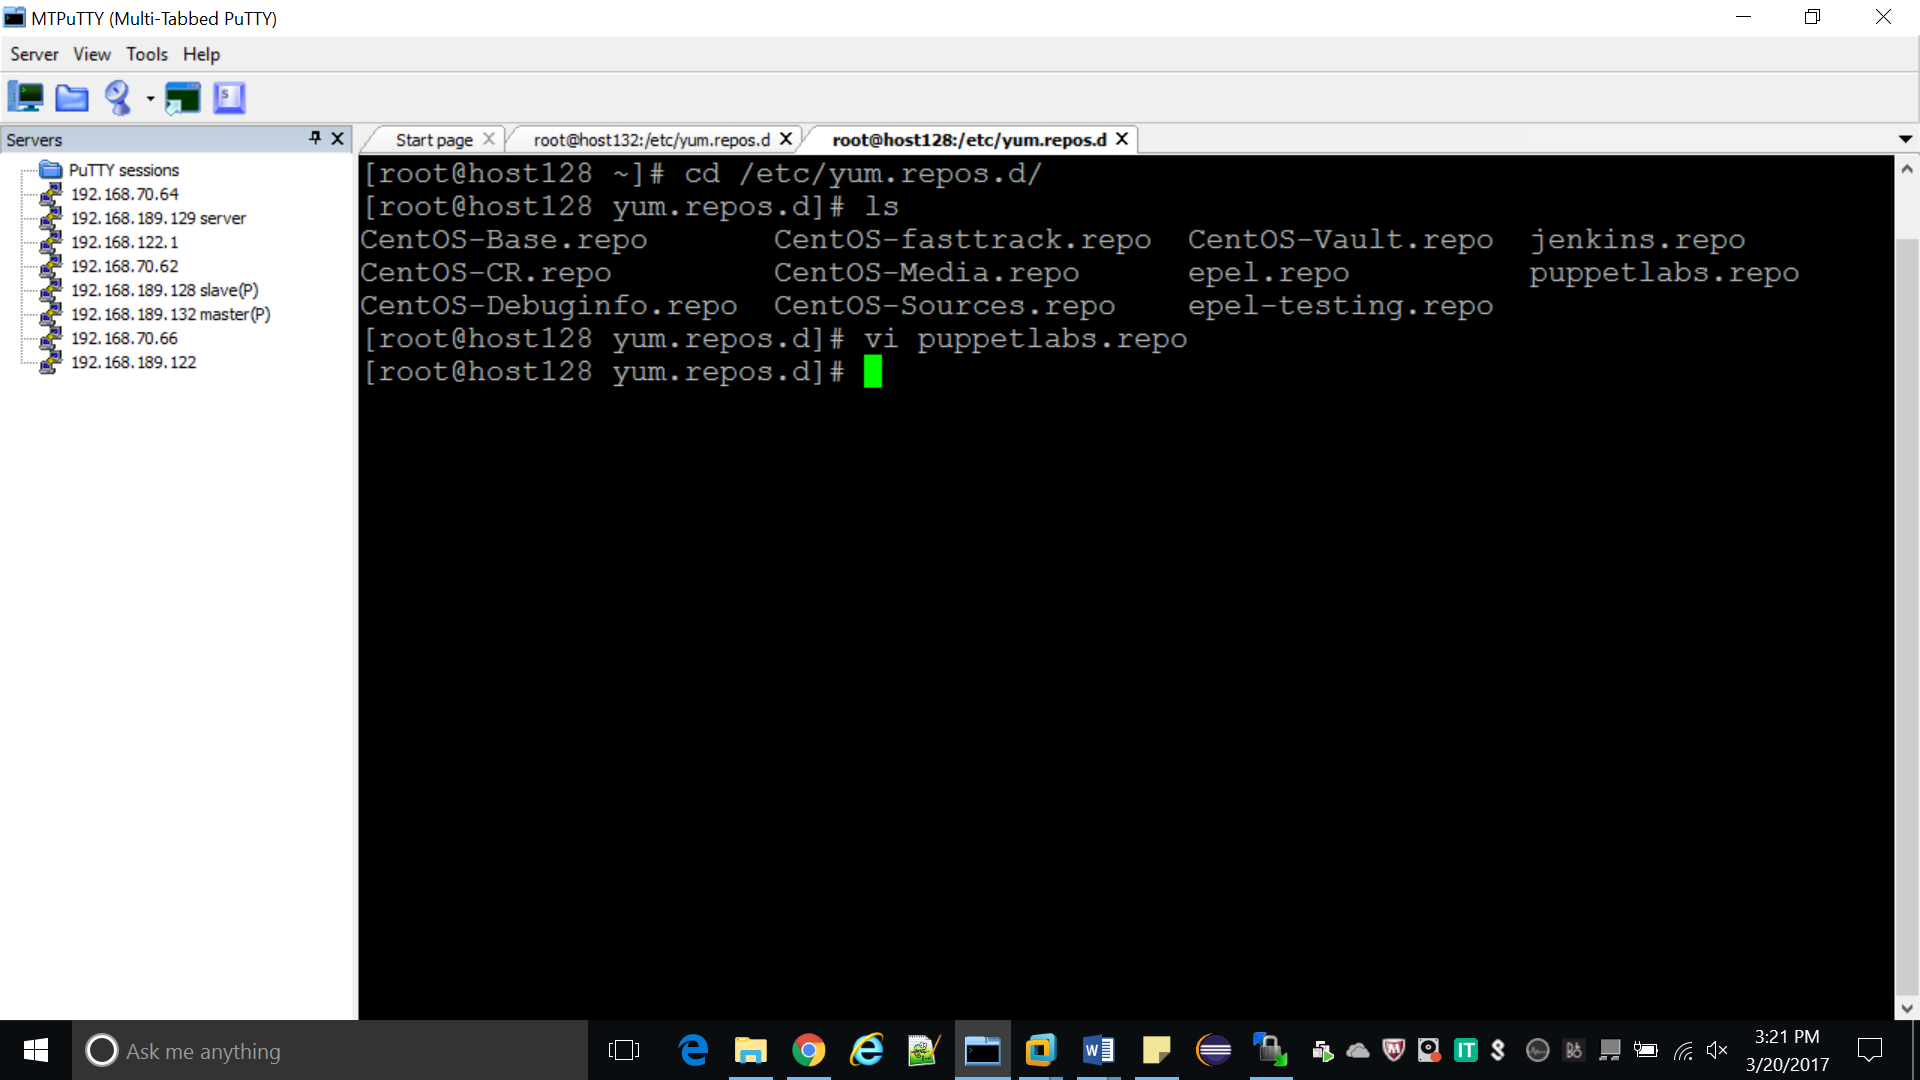 MTPuTTY (Multi-Tabbed PuTTY)
Server View Tools Help
Servers
PuTTY sessions
192.168.70.64
192.168.189.129 server
192.168.122.1
192.168.70.62
192.168.189.128 slave(P)
192.168.189.132 master(P)
192.168.70.66
192.168.189.122
Start page root@host132:/etc/yum.repos.d root@host128:/etc/yum.repos.d
[root@host128 ~]# cd /etc/yum.repos.d/
[root@host128 yum.repos.d]# ls
CentOS-Base.repo CentOS-fasttrack.repo CentOS-Vault.repo jenkins.repo
CentOS-CR.repo CentOS-Media.repo epel.repo puppetlabs.repo
CentOS-Debuginfo.repo CentOS-Sources.repo epel-testing.repo
[root@host128 yum.repos.d]# vi puppetlabs.repo
[root@host128 yum.repos.d]#
Ask me anything
IT
3:21 PM
3/20/2017